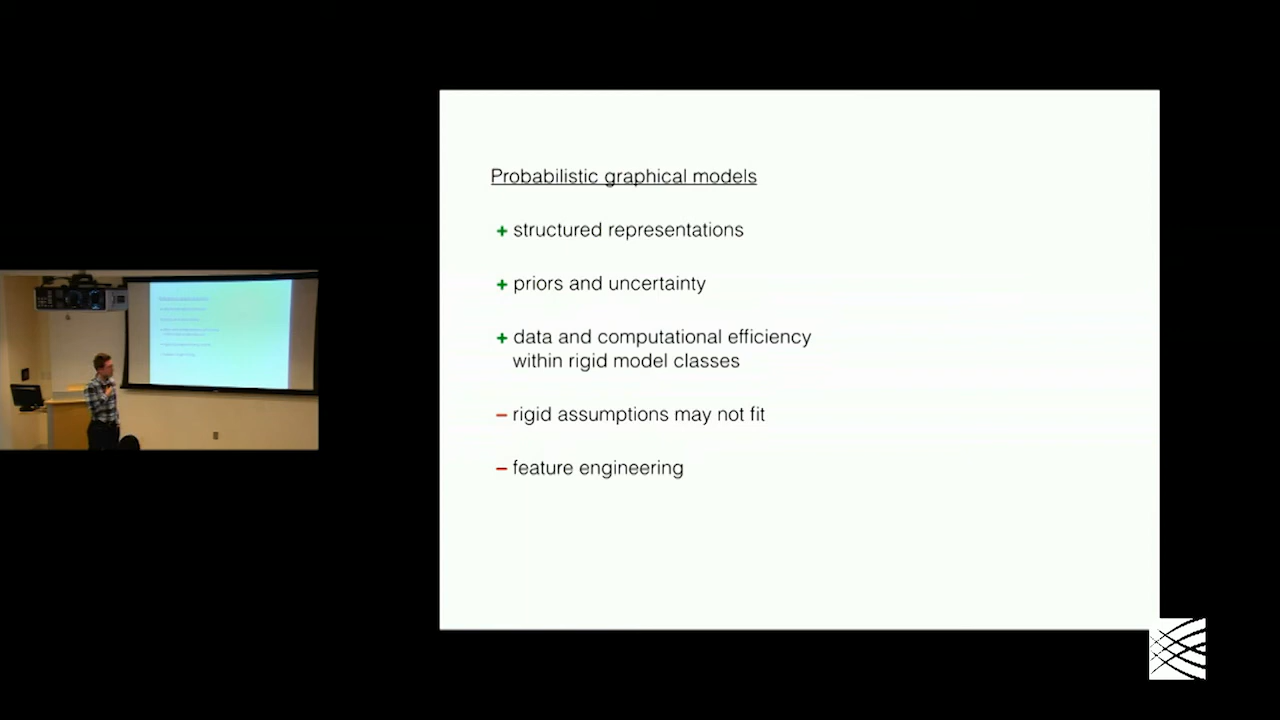 Probabilistic graphical models
+ structured representations
+ priors and uncertainty
+ data and computational efficiency
within rigid model classes
– rigid assumptions may not fit
– feature engineering